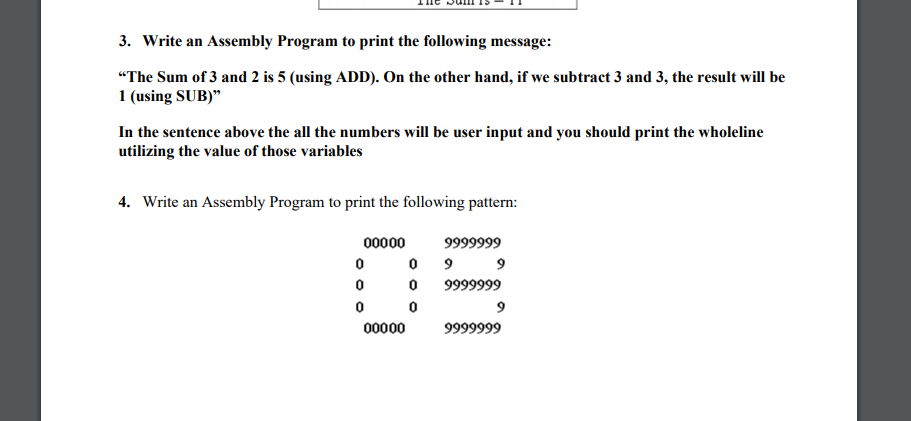 The Sum is – 11
3. Write an Assembly Program to print the following message:
“The Sum of 3 and 2 is 5 (using ADD). On the other hand, if we subtract 3 and 3, the result will be
1 (using SUB)”
In the sentence above the all the numbers will be user input and you should print the wholeline
utilizing the value of those variables
4. Write an Assembly Program to print the following pattern:
00000 9999999
0 0 9 9
0 0 9999999
0 0 9
00000 9999999